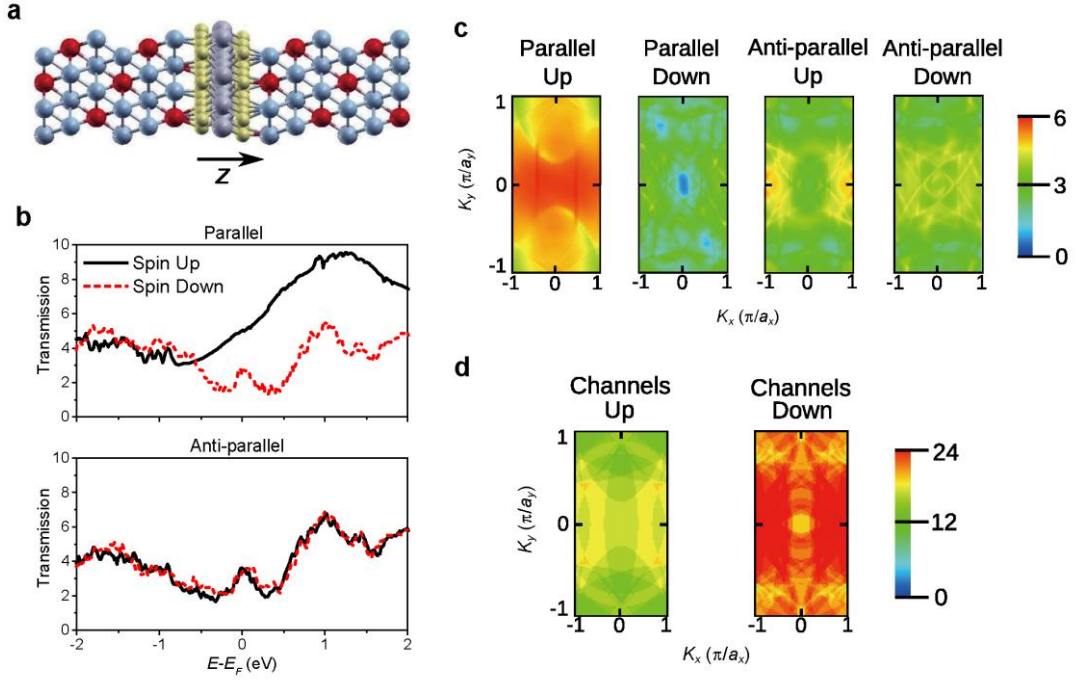 a
z
b
Parallel
Spin Up
Spin Down
Transmission
10
8
6
4
2
0
Anti-parallel
Transmission
10
8
6
4
2
0
-2 -1 0 1 2
E-E_F (eV)
c
Parallel Up
Parallel Down
Anti-parallel Up
Anti-parallel Down
K_y (π/a_y)
1
0
-1
-1 0 1
-1 0 1
-1 0 1
-1 0 1
K_x (π/a_x)
6
3
0
d
Channels Up
Channels Down
K_y (π/a_y)
1
0
-1
1
0
-1
-1 0 1
-1 0 1
K_x (π/a_x)
24
12
0